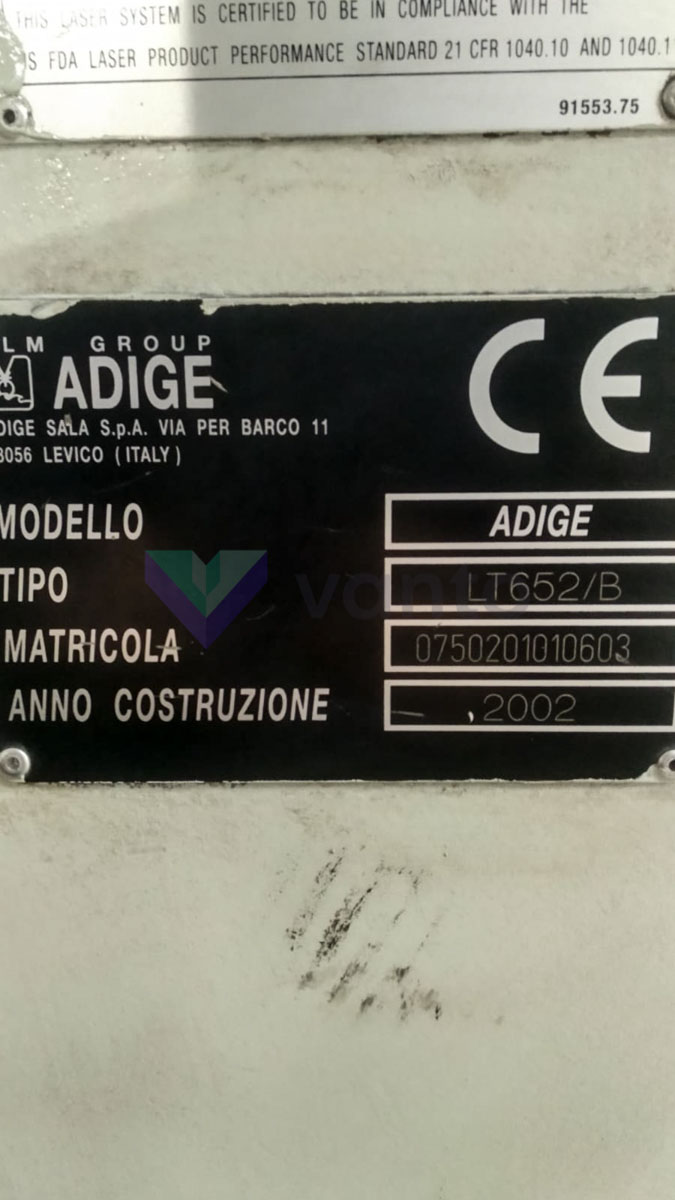 THIS LASER SYSTEM IS CERTIFIED TO BE IN COMPLIANCE WITH THE
IS FDA LASER PRODUCT PERFORMANCE STANDARD 21 CFR 1040.10 AND 1040.1
91553.75
LM GROUP
ADIGE
CE
DIGE SALA S.p.A. VIA PER BARCO 11
8056 LEVICO (ITALY)
MODELLO ADIGE
TIPO LT652/B
MATRICOLA 0750201010603
ANNO COSTRUZIONE 2002